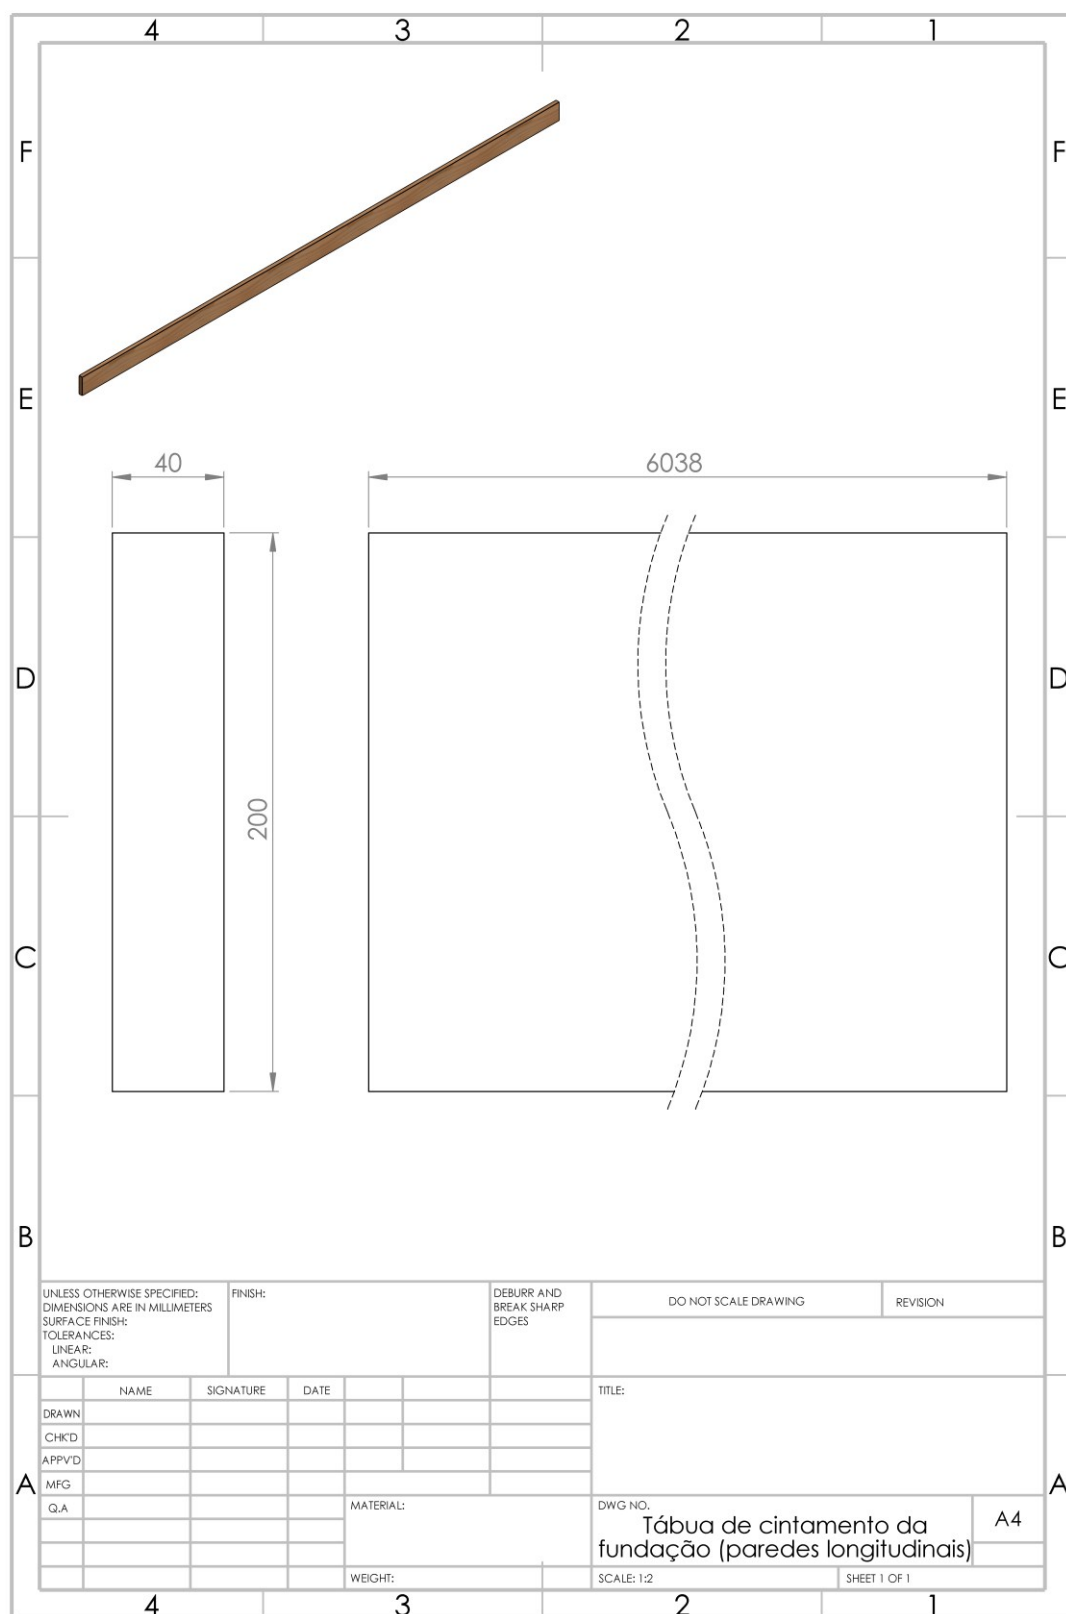 4 3 2 1
F F
E E
40 6038
D D
200
C C
B B
UNLESS OTHERWISE SPECIFIED:
DIMENSIONS ARE IN MILLIMETERS
SURFACE FINISH:
TOLERANCES:
LINEAR:
ANGULAR:
FINISH:
DEBURR AND
BREAK SHARP
EDGES
DO NOT SCALE DRAWING
REVISION
NAME SIGNATURE DATE
TITLE:
DRAWN
CHK'D
APPV'D
MFG
A A
Q.A
MATERIAL:
DWG NO.
Tábua de cintamento da
fundação (paredes longitudinais)
A4
WEIGHT:
SCALE: 1:2
SHEET 1 OF 1
4 3 2 1